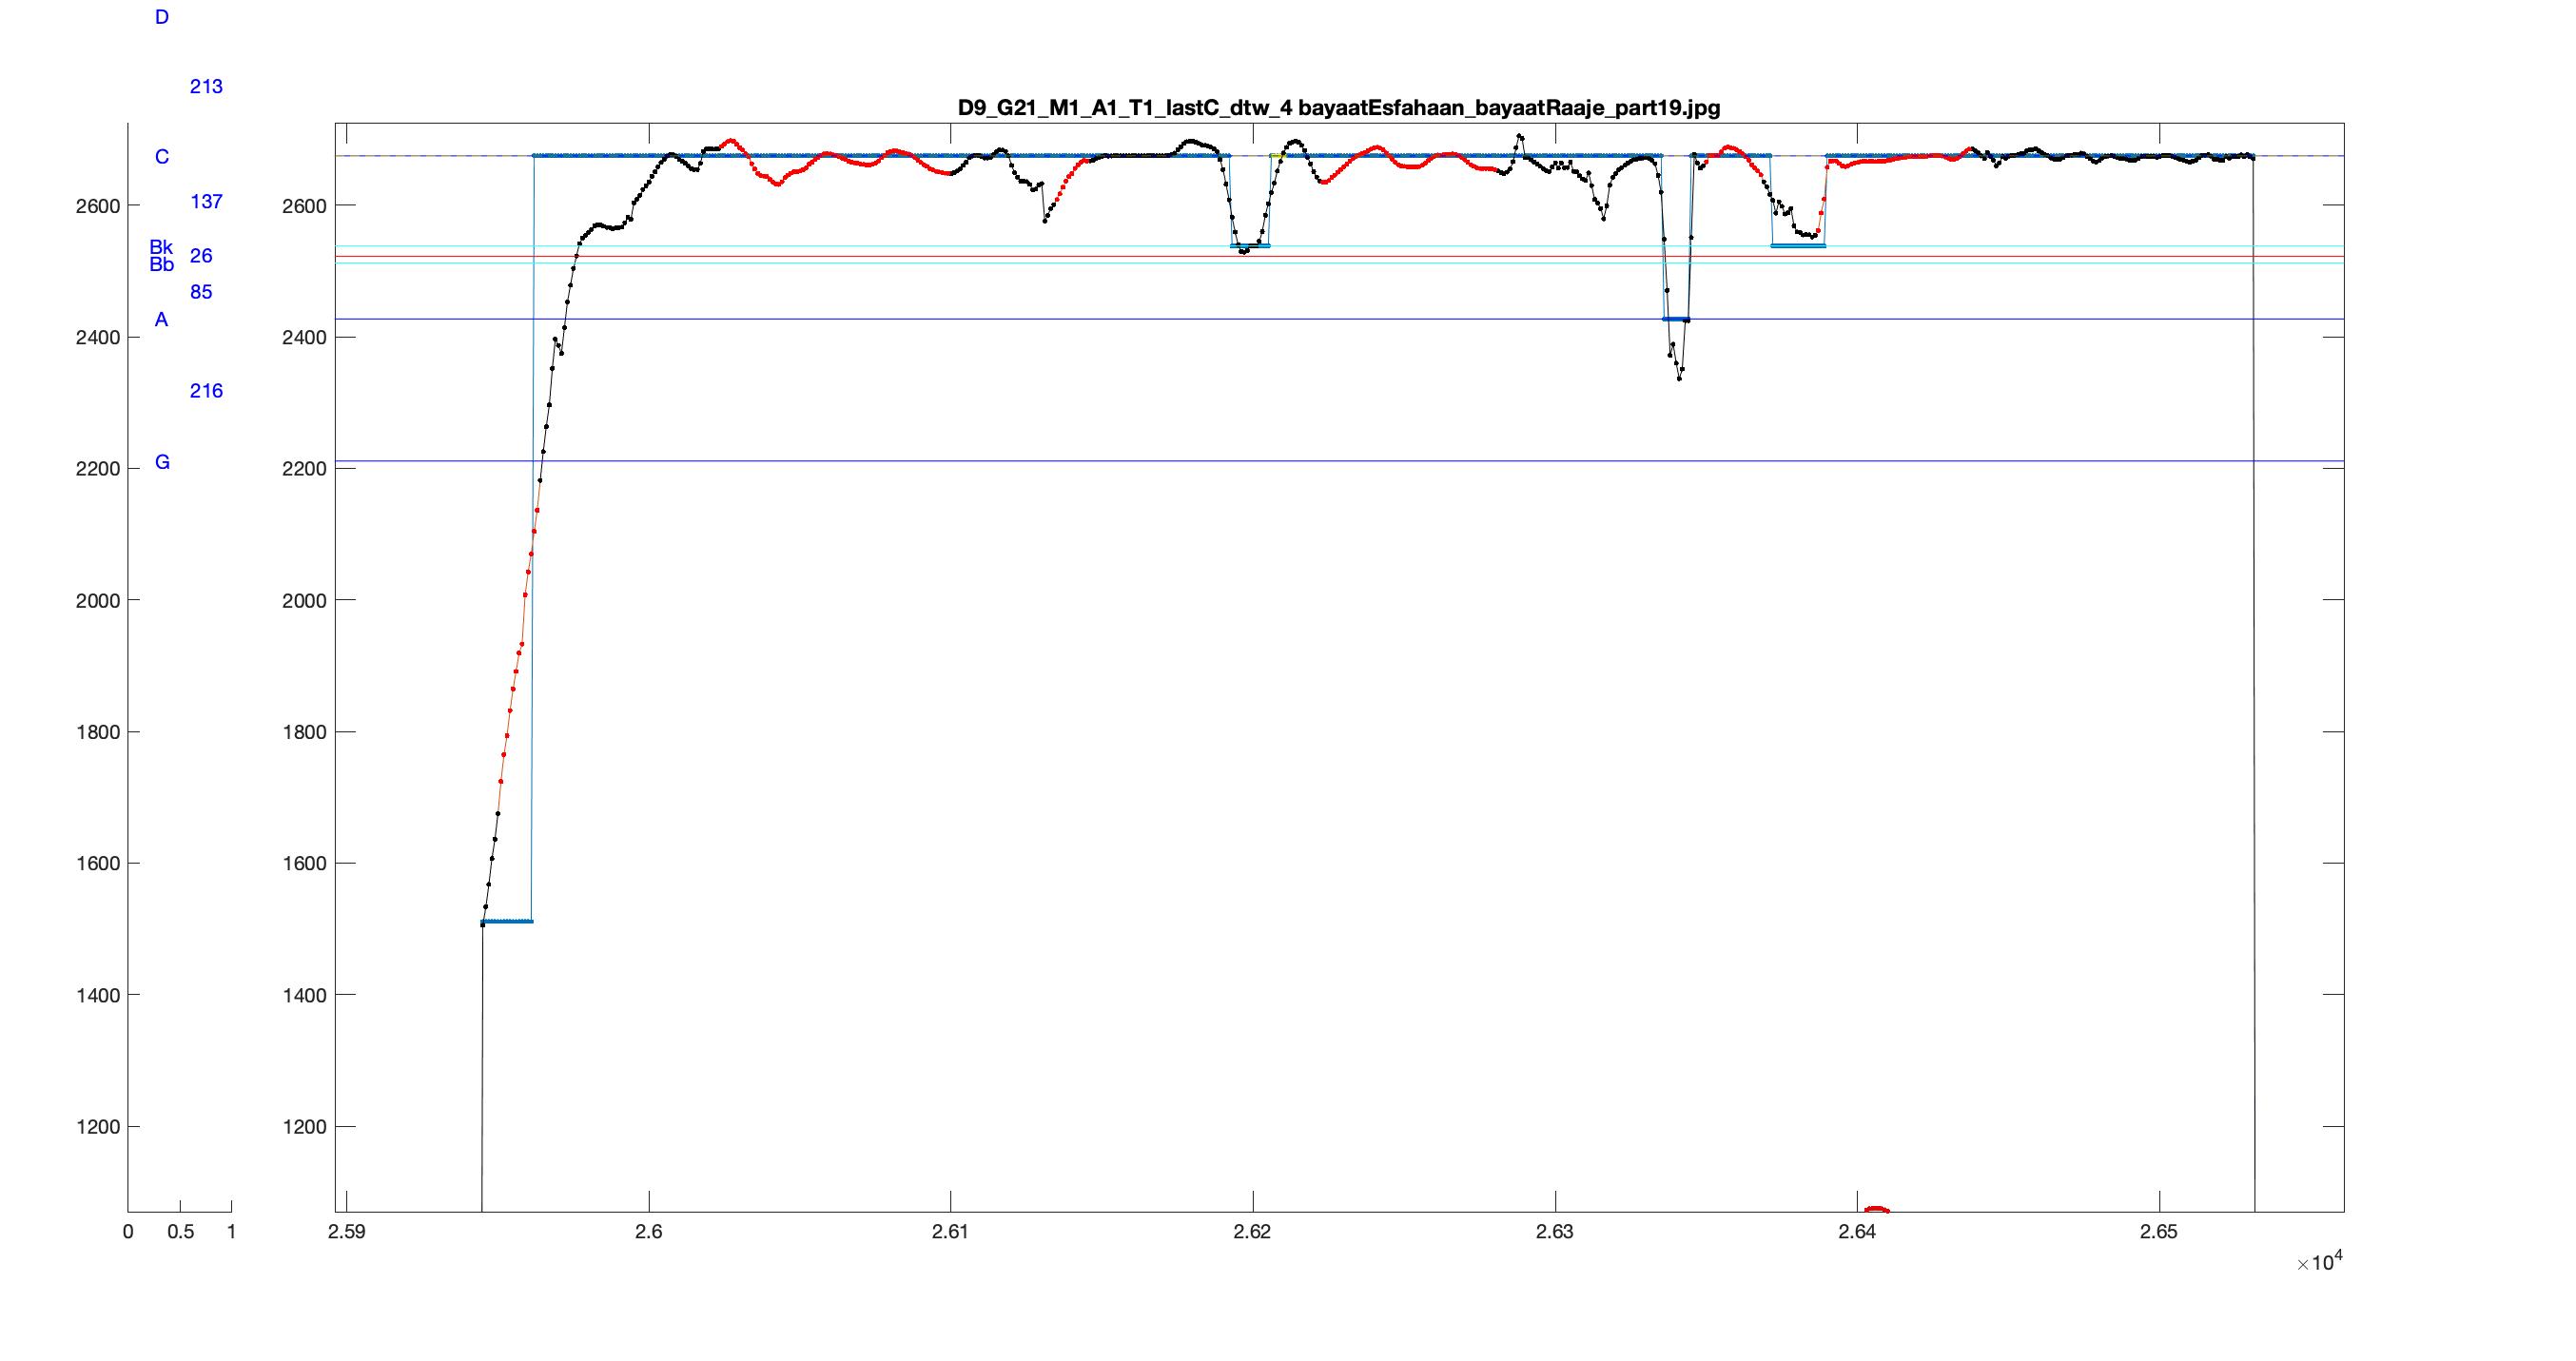 D
213
D9_G21_M1_A1_T1_lastC_dtw_4 bayaatEsfahaan_bayaatRaaje_part19.jpg
C
137
2600 2600
Bk
26
Bb
85
A
2400 2400
216
G
2200 2200
2000 2000
1800 1800
1600 1600
1400 1400
1200 1200
0 0.5 1 2.59 2.6 2.61 2.62 2.63 2.64 2.65
×10^4